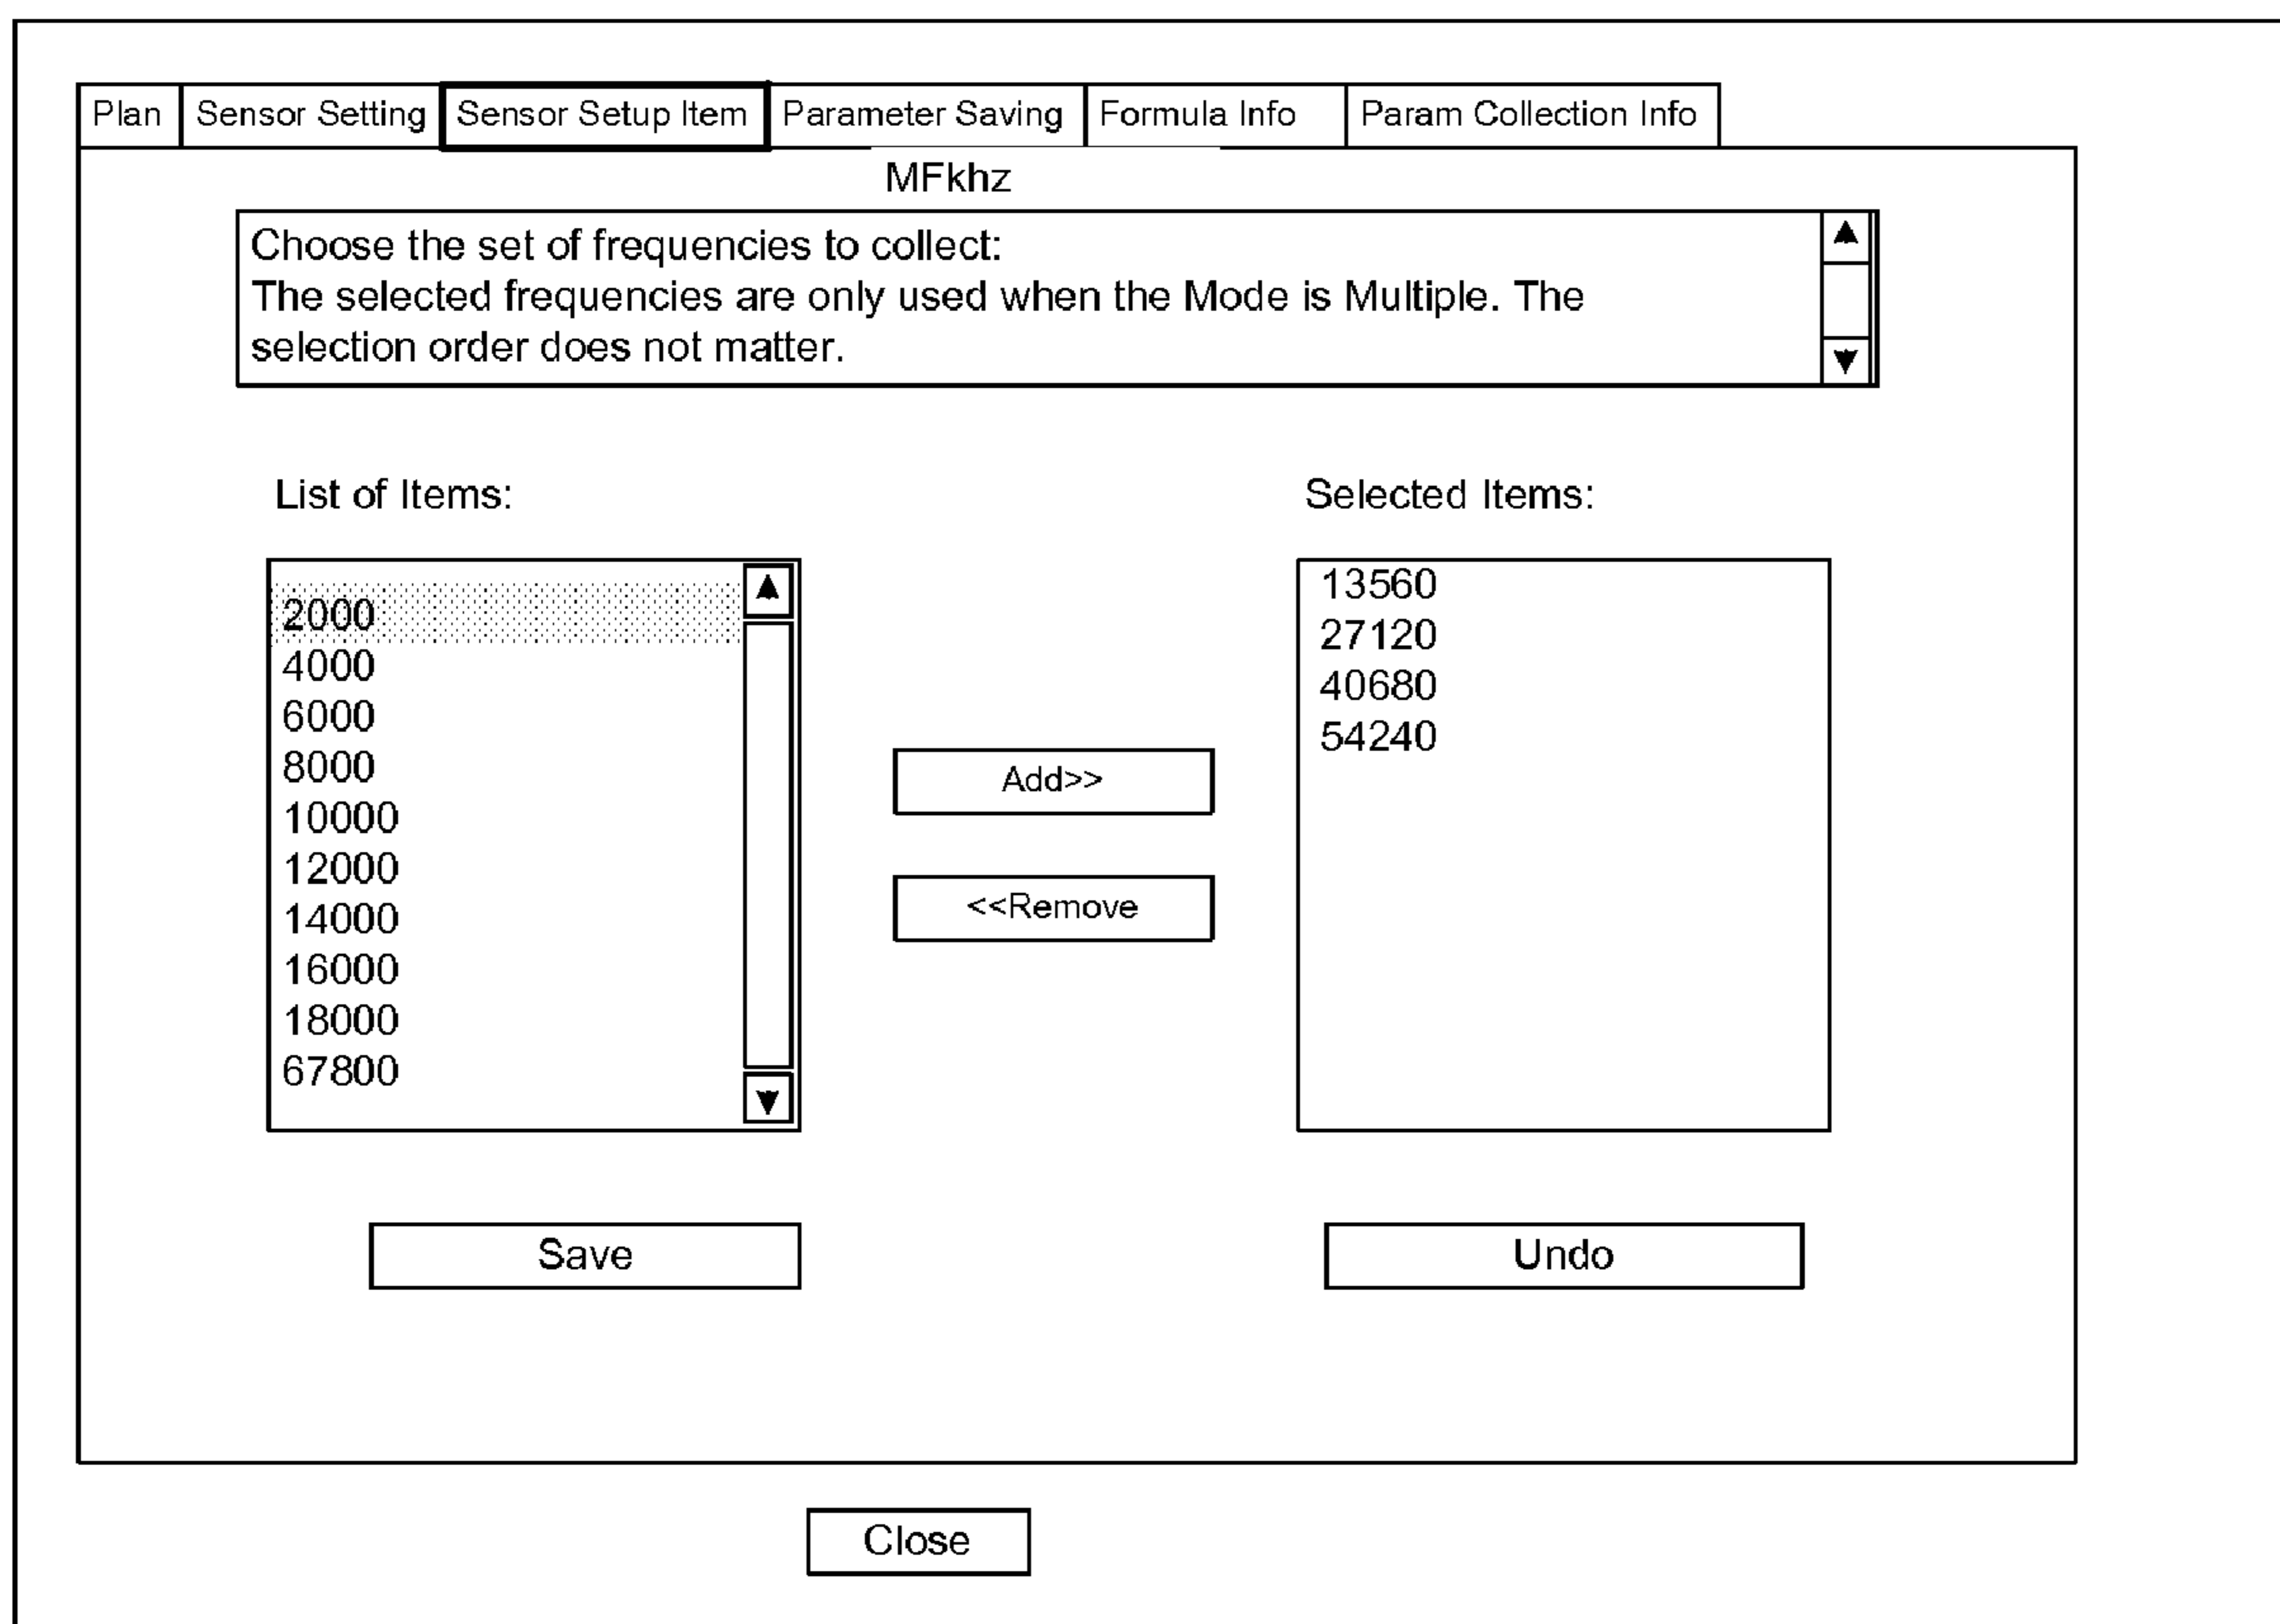 Plan Sensor Setting Sensor Setup Item Parameter Saving Formula Info Param Collection Info
MFkhz
Choose the set of frequencies to collect:
The selected frequencies are only used when the Mode is Multiple. The
selection order does not matter.
List of Items:
2000
4000
6000
8000
10000
12000
14000
16000
18000
67800
Add>>
<<Remove
Selected Items:
13560
27120
40680
54240
Save
Undo
Close